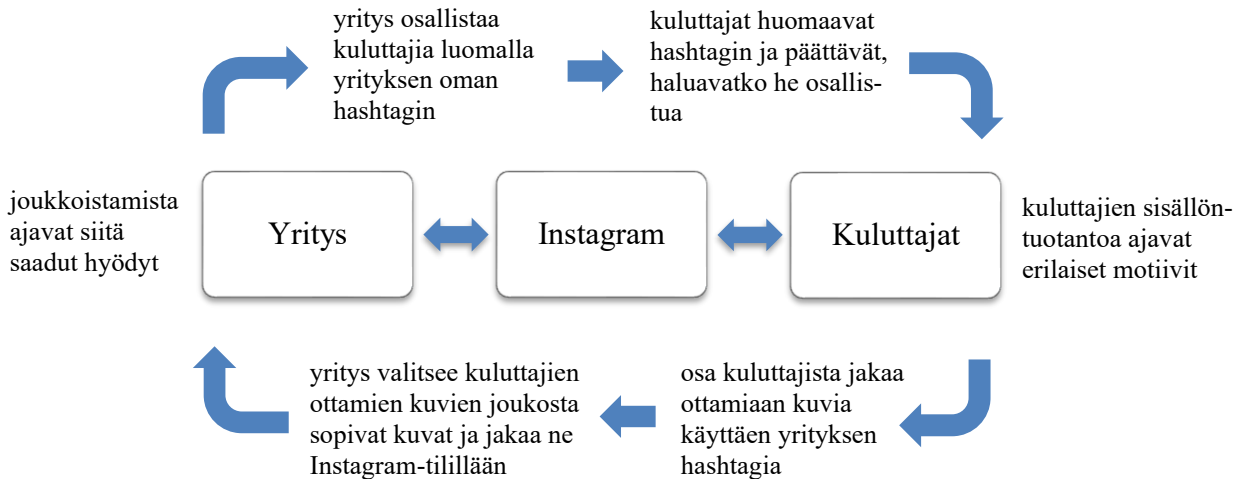 yritys osallistaa
kuluttajia luomalla
yrityksen oman
hashtagin
kuluttajat huomaavat
hashtagin ja päättävät,
haluavatko he osallis-
tua
joukkoistamista
ajavat siitä
saadut hyödyt
Yritys
Instagram
Kuluttajat
kuluttajien sisällön-
tuotantoa ajavat
erilaiset motiivit
yritys valitsee kuluttajien
ottamien kuvien joukosta
sopivat kuvat ja jakaa ne
Instagram-tilillään
osa kuluttajista jakaa
ottamiaan kuvia
käyttäen yrityksen
hashtagia